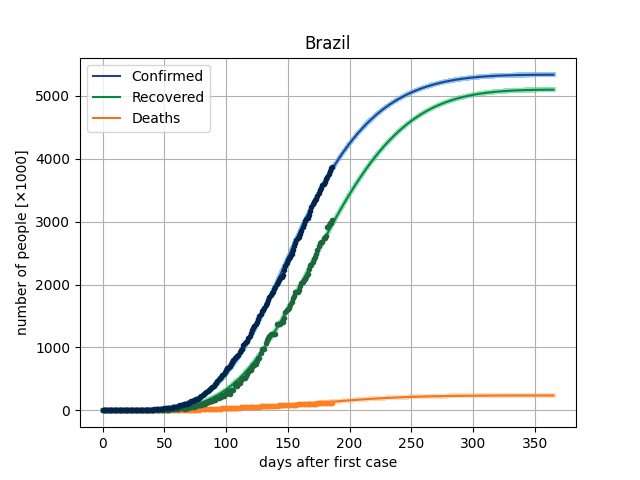 Brazil
Confirmed
Recovered
Deaths
5000
4000
3000
2000
1000
0
number of people [×1000]
0 50 100 150 200 250 300 350
days after first case